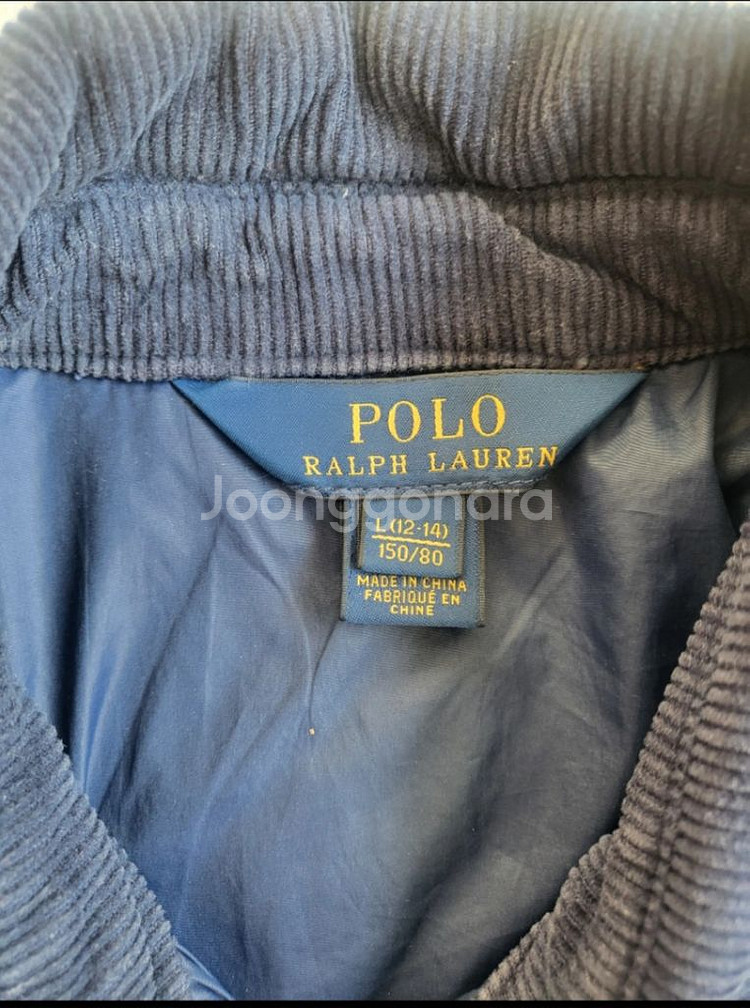 POLO
RALPH LAUREN
Joonggonara
L (12-14)
150/80
MADE IN CHINA
FABRIQUÉ EN
CHINE